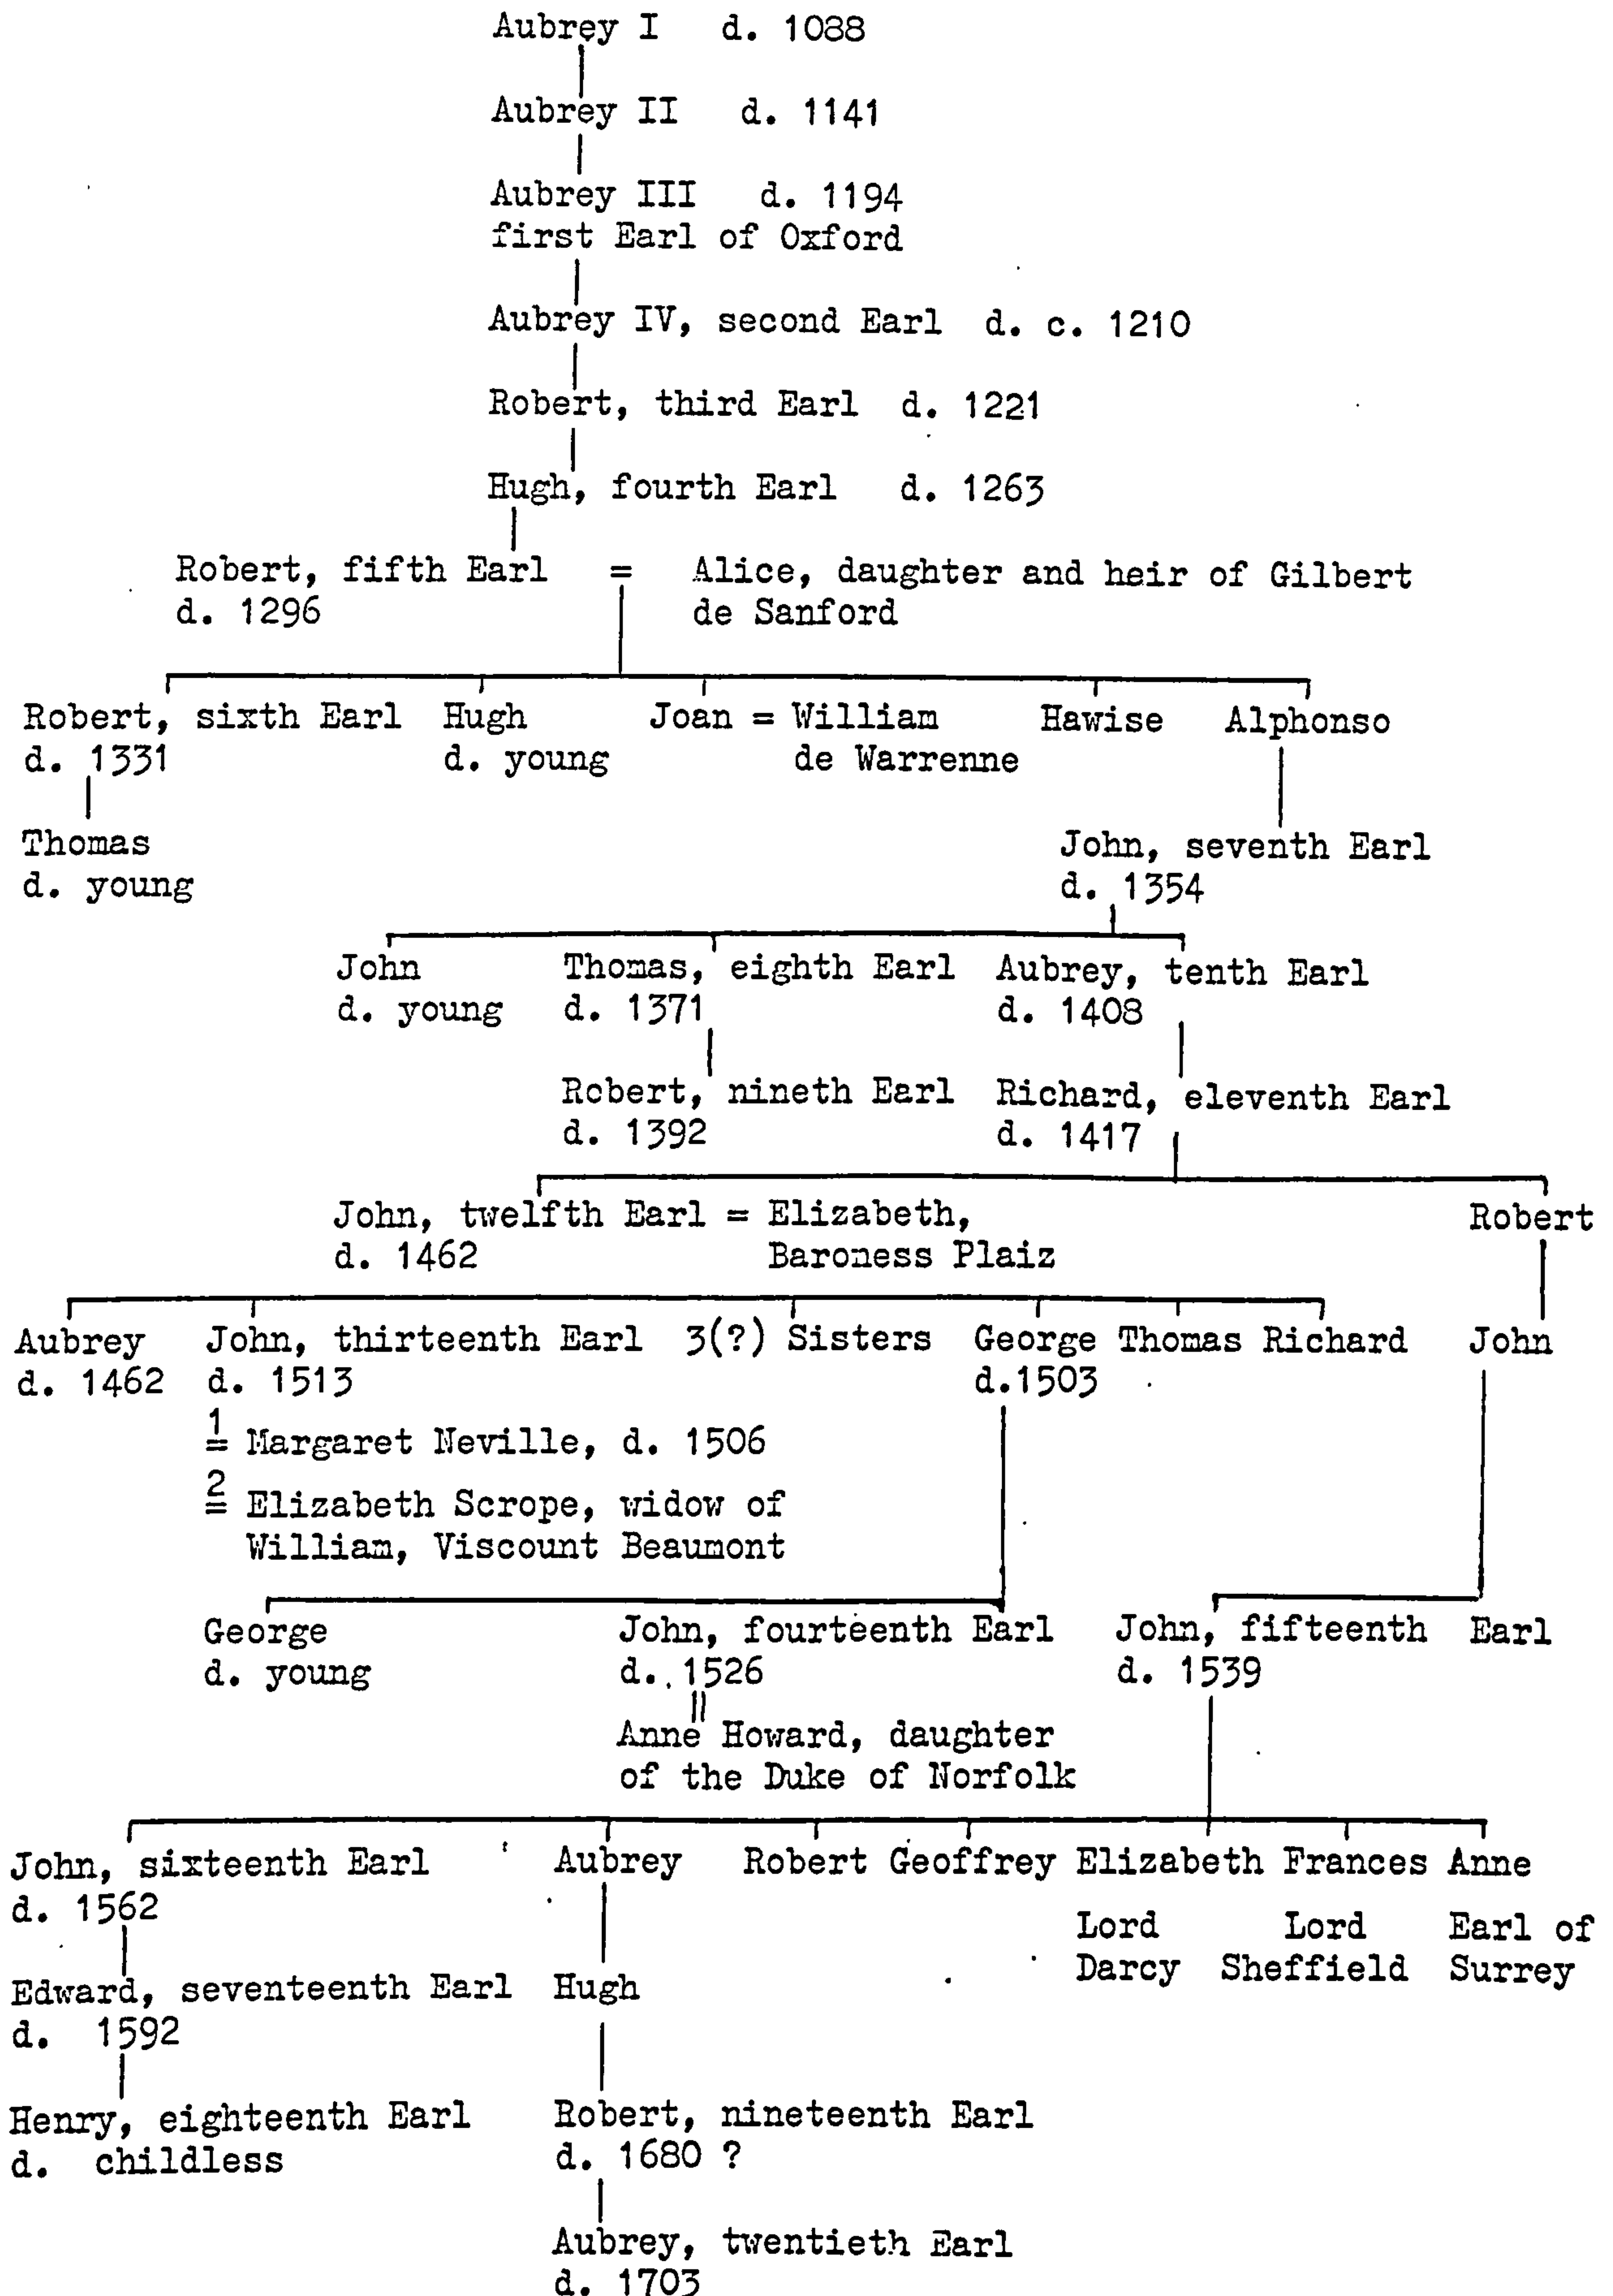 Aubrey I d. 1088
Aubrey II d. 1141
Aubrey III d. 1194
first Earl of Oxford
Aubrey IV, second Earl d. c. 1210
Robert, third Earl d. 1221
Hugh, fourth Earl d. 1263
Robert, fifth Earl = Alice, daughter and heir of Gilbert
d. 1296 de Sanford
Robert, sixth Earl Hugh Joan = William Hawise Alphonso
d. 1331 d. young de Warrenne
Thomas John, seventh Earl
d. young d. 1354
John Thomas, eighth Earl Aubrey, tenth Earl
d. young d. 1371 d. 1408
Robert, nineth Earl Richard, eleventh Earl
d. 1392 d. 1417
John, twelfth Earl = Elizabeth, Robert
d. 1462 Baroness Plaiz
Aubrey John, thirteenth Earl 3(?) Sisters George Thomas Richard John
d. 1462 d. 1513 d.1503
1
= Margaret Neville, d. 1506
2
= Elizabeth Scrope, widow of
William, Viscount Beaumont
George John, fourteenth Earl John, fifteenth Earl
d. young d. 1526 d. 1539
Anne Howard, daughter
of the Duke of Norfolk
John, sixteenth Earl Aubrey Robert Geoffrey Elizabeth Frances Anne
d. 1562 Lord Lord Earl of
Darcy Sheffield Surrey
Edward, seventeenth Earl Hugh
d. 1592
Henry, eighteenth Earl Robert, nineteenth Earl
d. childless d. 1680 ?
Aubrey, twentieth Earl
d. 1703